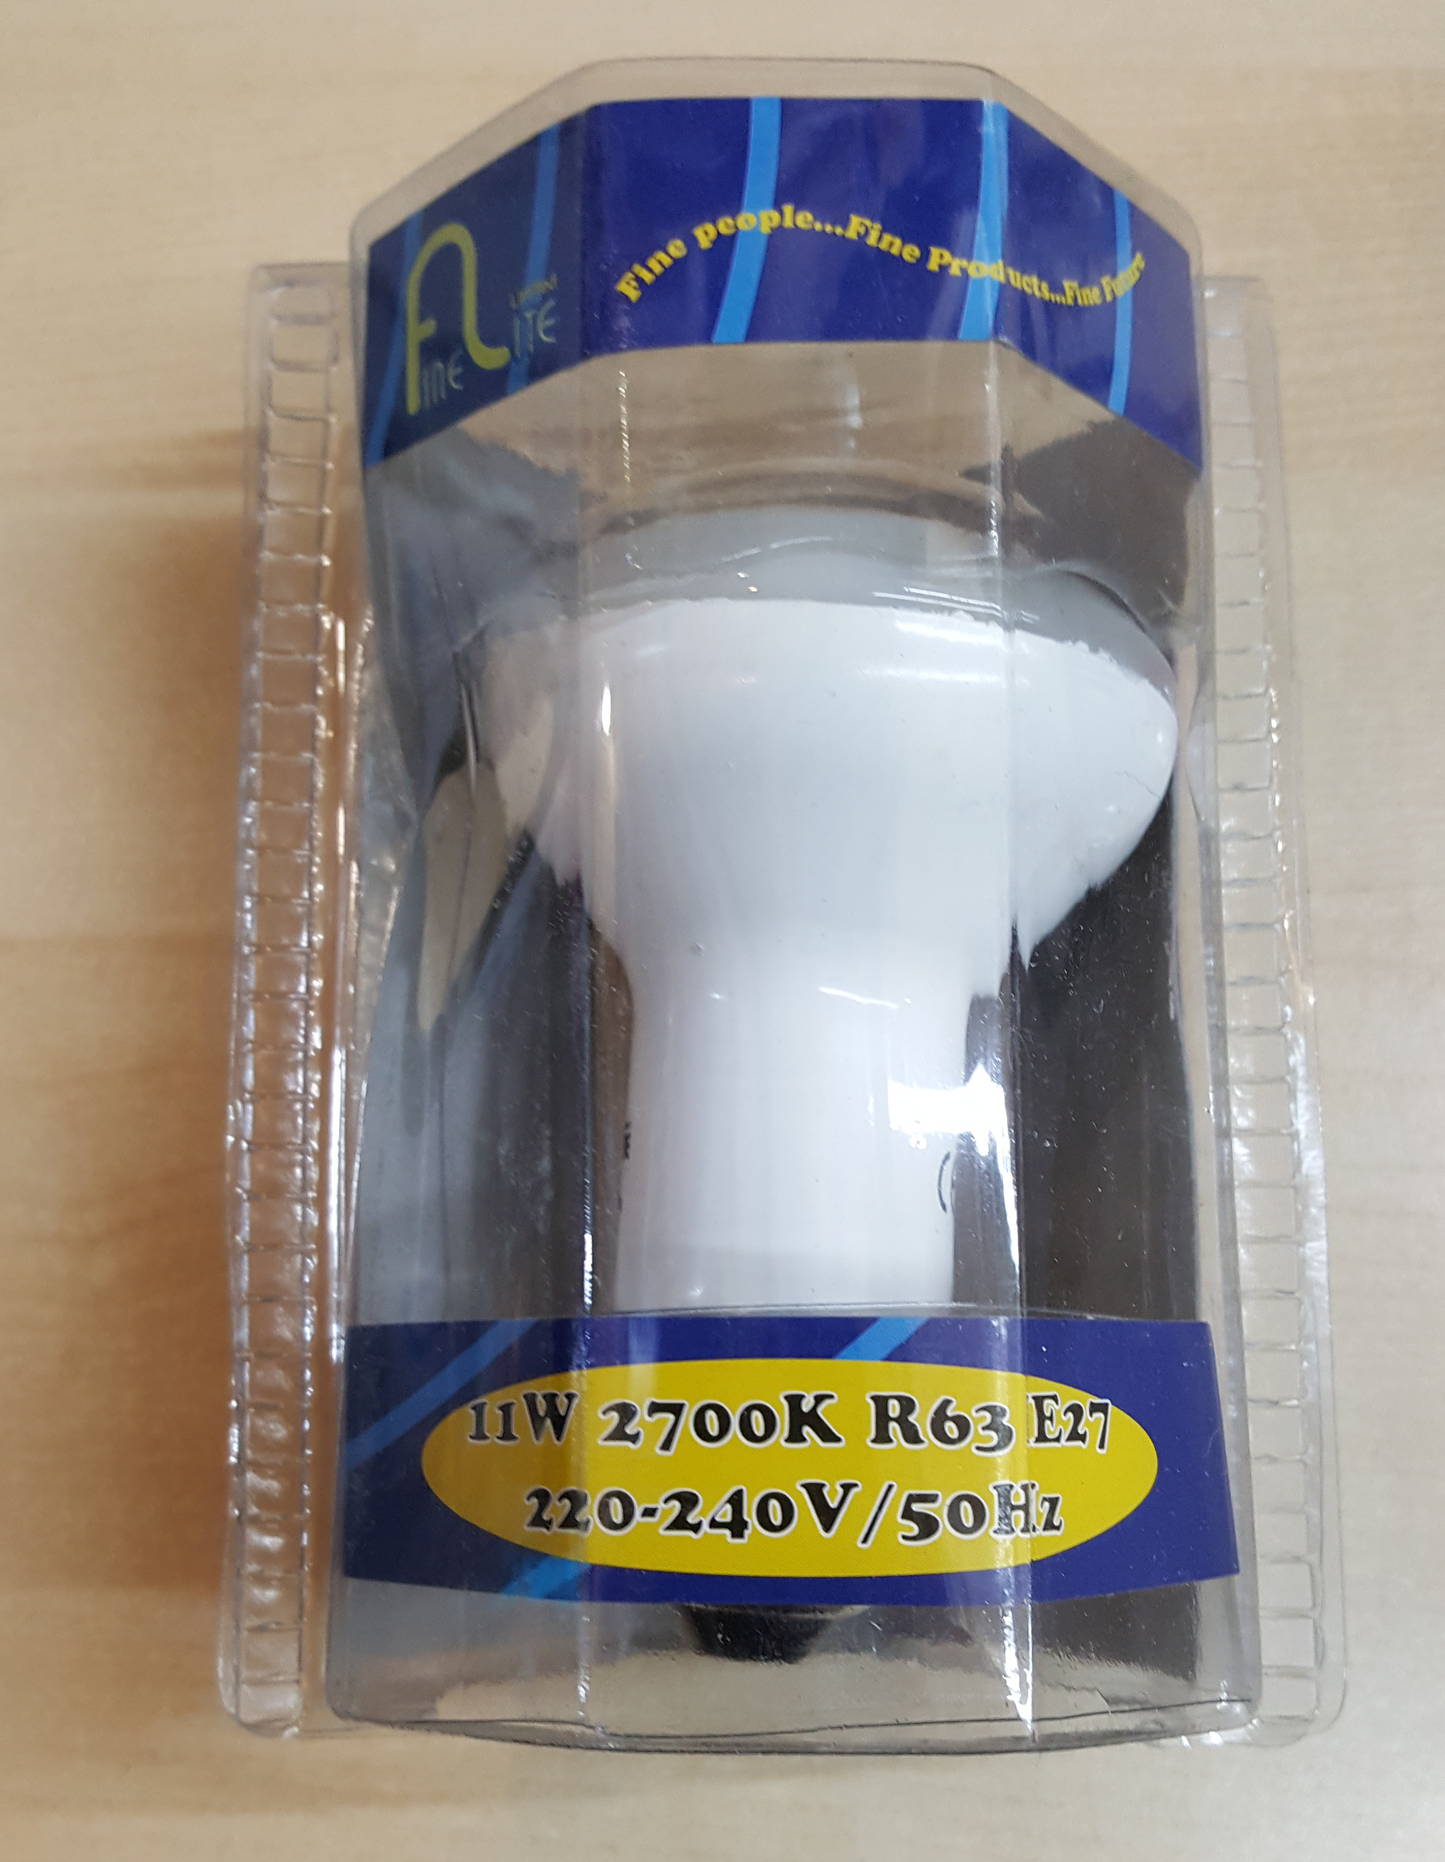 Fine people...Fine Products...Fine Future
FINE LITE
LIMITED
11W 2700K R63 E27
220-240V/50Hz